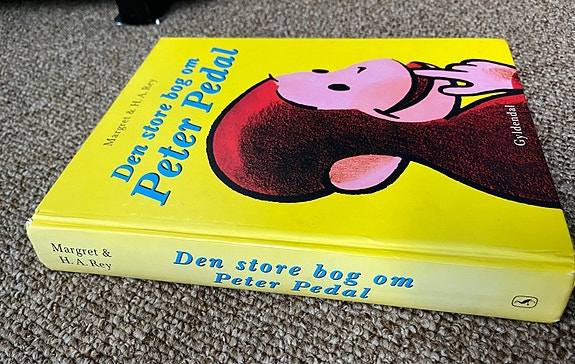 Margret & H. A. Rey
Den store bog om
Peter Pedal
Gyldendal
Margret &
H. A. Rey
Den store bog om
Peter Pedal